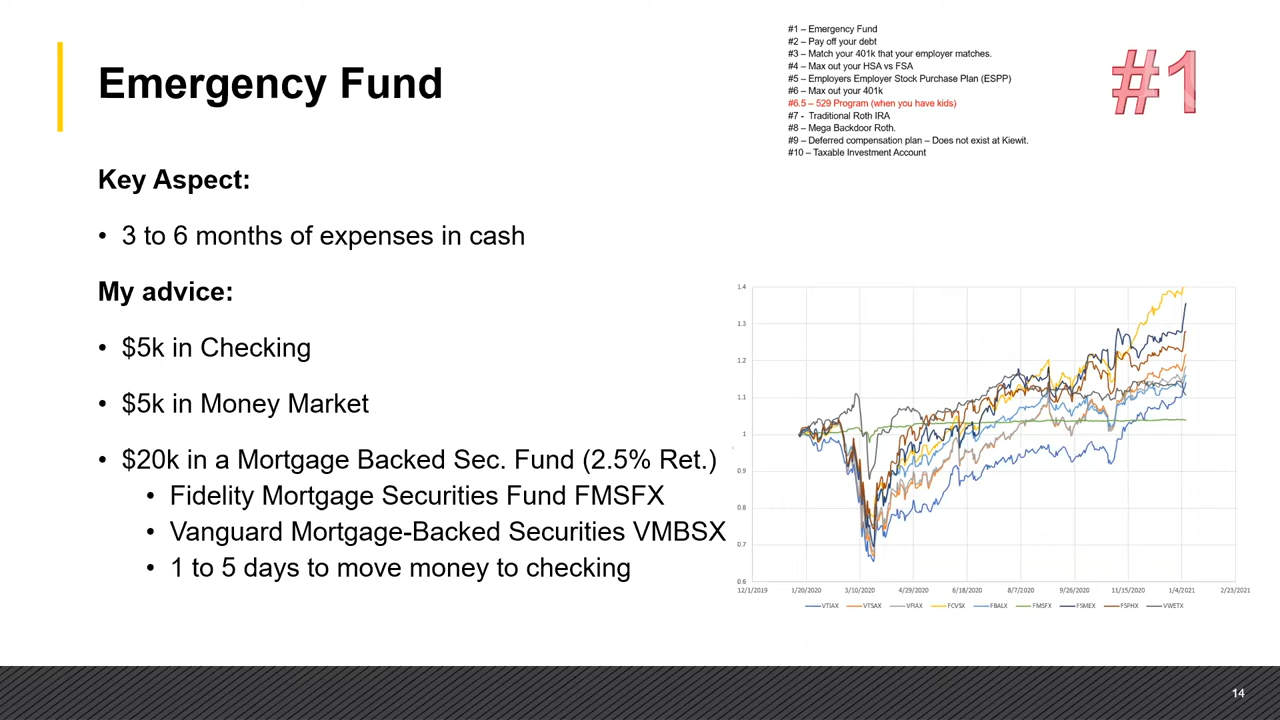 Emergency Fund
#1 – Emergency Fund
#2 – Pay off your debt
#3 – Match your 401k that your employer matches.
#4 – Max out your HSA vs FSA
#5 – Employers Employer Stock Purchase Plan (ESPP)
#6 – Max out your 401k
#6.5 – 529 Program (when you have kids)
#7 - Traditional Roth IRA
#8 – Mega Backdoor Roth.
#9 – Deferred compensation plan – Does not exist at Kiewit.
#10 – Taxable Investment Account
#1
Key Aspect:
• 3 to 6 months of expenses in cash
My advice:
• $5k in Checking
• $5k in Money Market
• $20k in a Mortgage Backed Sec. Fund (2.5% Ret.)
• Fidelity Mortgage Securities Fund FMSFX
• Vanguard Mortgage-Backed Securities VMBSX
• 1 to 5 days to move money to checking
1.4
1.3
1.2
1.1
1
0.9
0.8
0.7
0.6
12/1/2019 1/20/2020 3/10/2020 4/29/2020 6/18/2020 8/7/2020 9/26/2020 11/15/2020 1/4/2021 2/23/2021
VTIAX VTSAX VFIAX FCVSX FBALX FMSFX FSMEX FSPHX VWETX
14